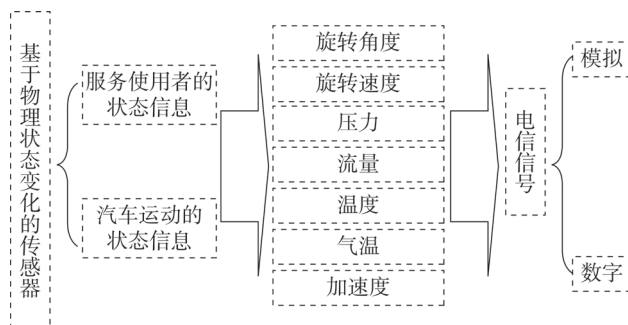 基于物理状态变化的传感器
服务使用者的
状态信息
汽车运动的
状态信息
旋转角度
旋转速度
压力
流量
温度
气温
加速度
电信信号
模拟
数字